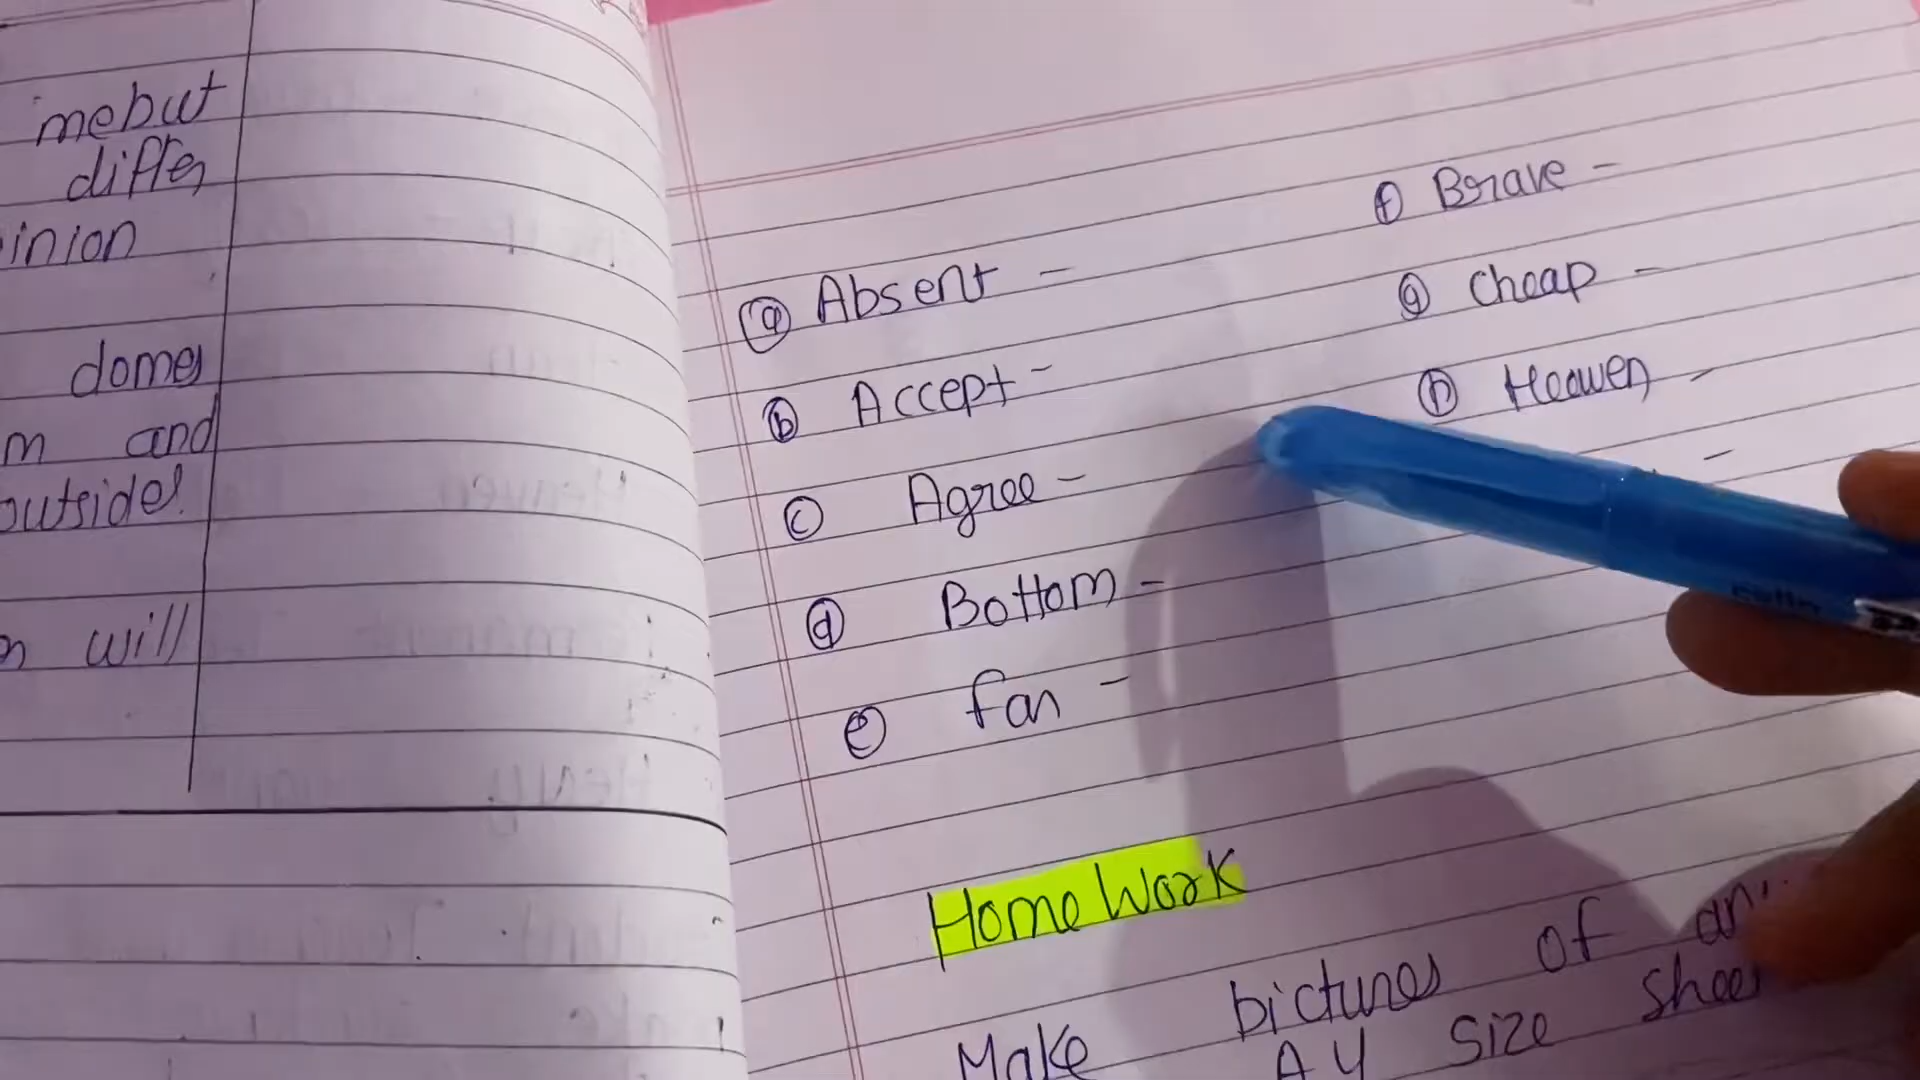 mebut
differ
inion
domes
m and
outside.
n will
(a) Absent -
(b) Accept -
(c) Agree -
(d) Bottom -
(e) Far -
(f) Brave -
(g) Cheap -
(h) Heaven -
-
Home Work
Make pictures of
A4 size